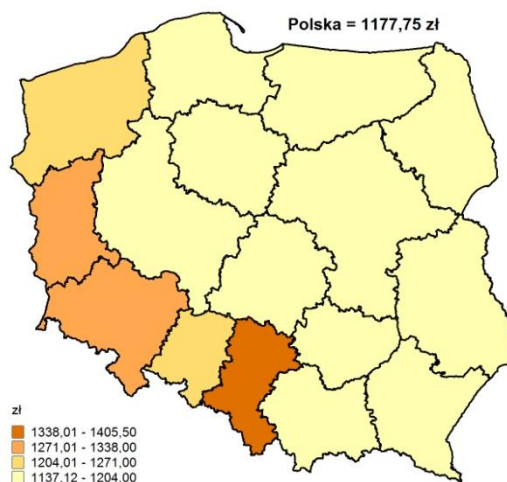 Polska = 1177,75 zł
zł
1338,01 - 1405,50
1271,01 - 1338,00
1204,01 - 1271,00
1137,12 - 1204,00